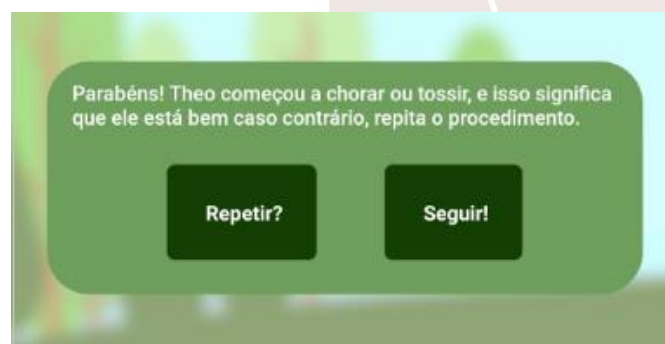 Parabéns! Theo começou a chorar ou tossir, e isso significa
que ele está bem caso contrário, repita o procedimento.
Repetir?
Seguir!